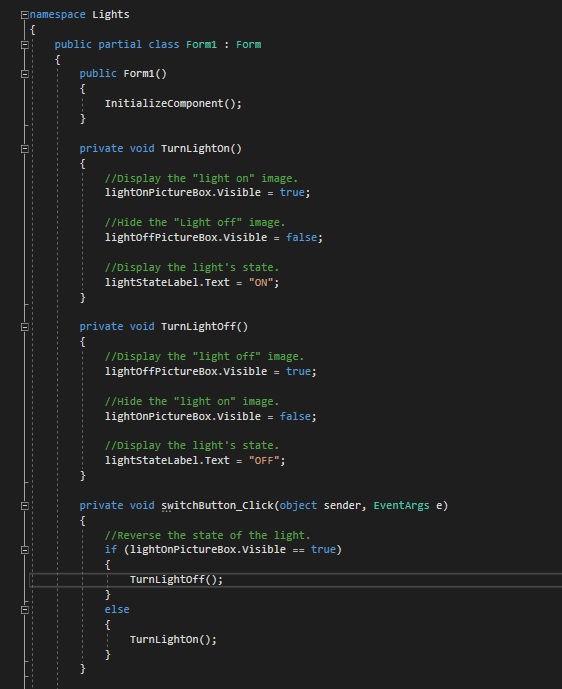 namespace Lights
{
    public partial class Form1 : Form
    {
        public Form1()
        {
            InitializeComponent();
        }

        private void TurnLightOn()
        {
            //Display the "light on" image.
            lightOnPictureBox.Visible = true;

            //Hide the "Light off" image.
            lightOffPictureBox.Visible = false;

            //Display the light's state.
            lightStateLabel.Text = "ON";
        }

        private void TurnLightOff()
        {
            //Display the "light off" image.
            lightOffPictureBox.Visible = true;

            //Hide the "light on" image.
            lightOnPictureBox.Visible = false;

            //Display the light's state.
            lightStateLabel.Text = "OFF";
        }

        private void switchButton_Click(object sender, EventArgs e)
        {
            //Reverse the state of the light.
            if (lightOnPictureBox.Visible == true)
            {
                TurnLightOff();
            }
            else
            {
                TurnLightOn();
            }
        }